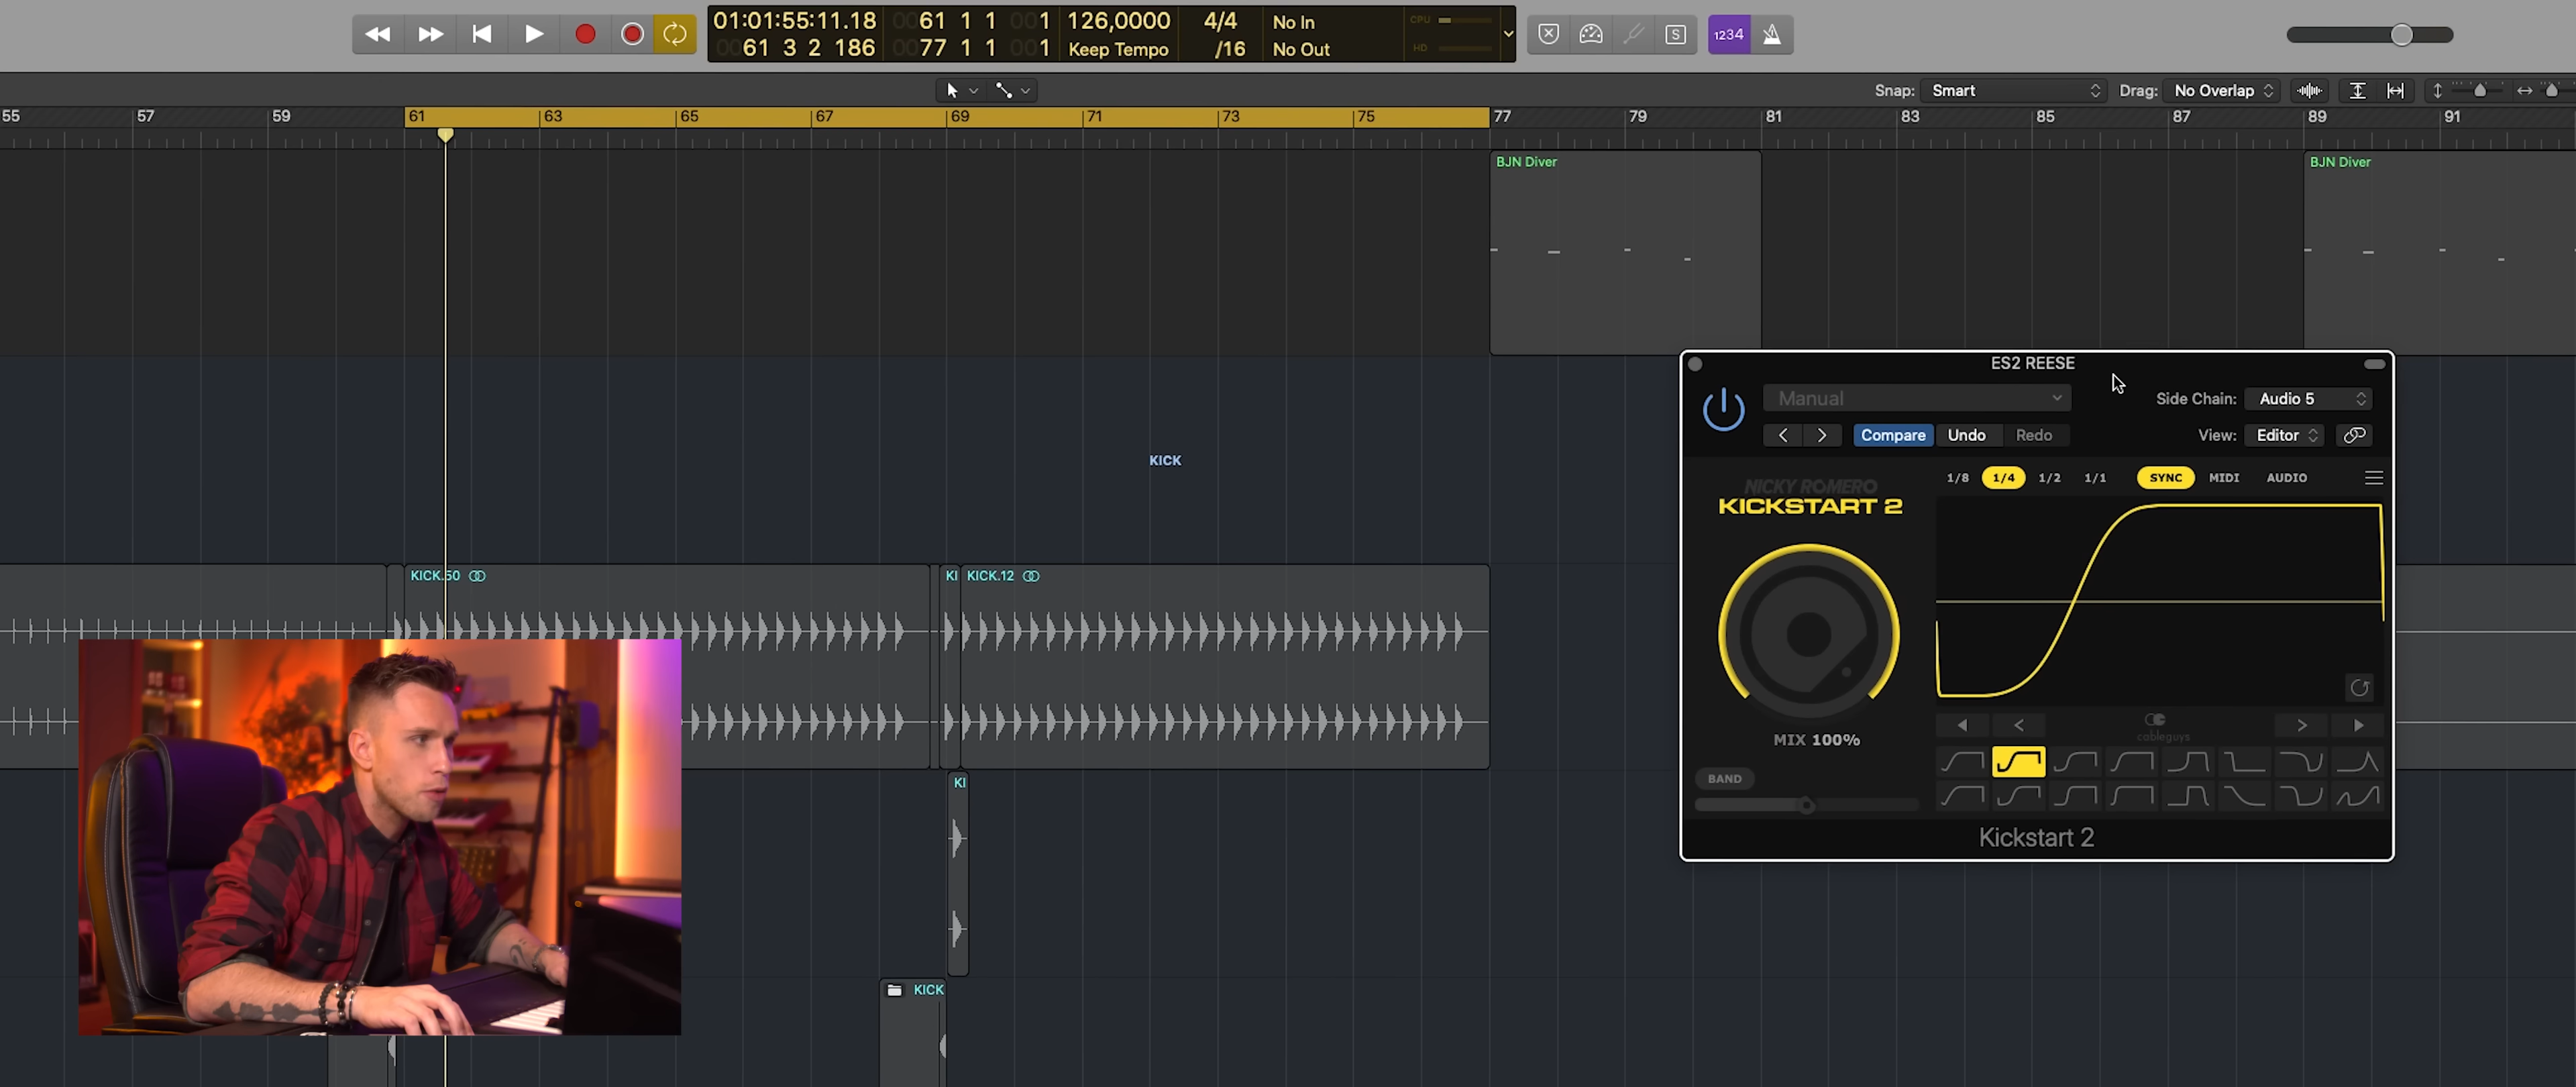 01:01:55:11.18 0061 1 1 001 126,0000 4/4 No In CPU
0061 3 2 186 0077 1 1 001 Keep Tempo /16 No Out HD
S 1234
Snap: Smart Drag: No Overlap
55 57 59 61 63 65 67 69 71 73 75 77 79 81 83 85 87 89 91
BJN Diver BJN Diver
ES2 REESE
Manual Side Chain: Audio 5
Compare Undo Redo View: Editor
KICK
1/8 1/4 1/2 1/1 SYNC MIDI AUDIO
NICKY ROMERO
KICKSTART 2
KICK.50 KI KICK.12
MIX 100%
cableguys
BAND
KI
Kickstart 2
KICK